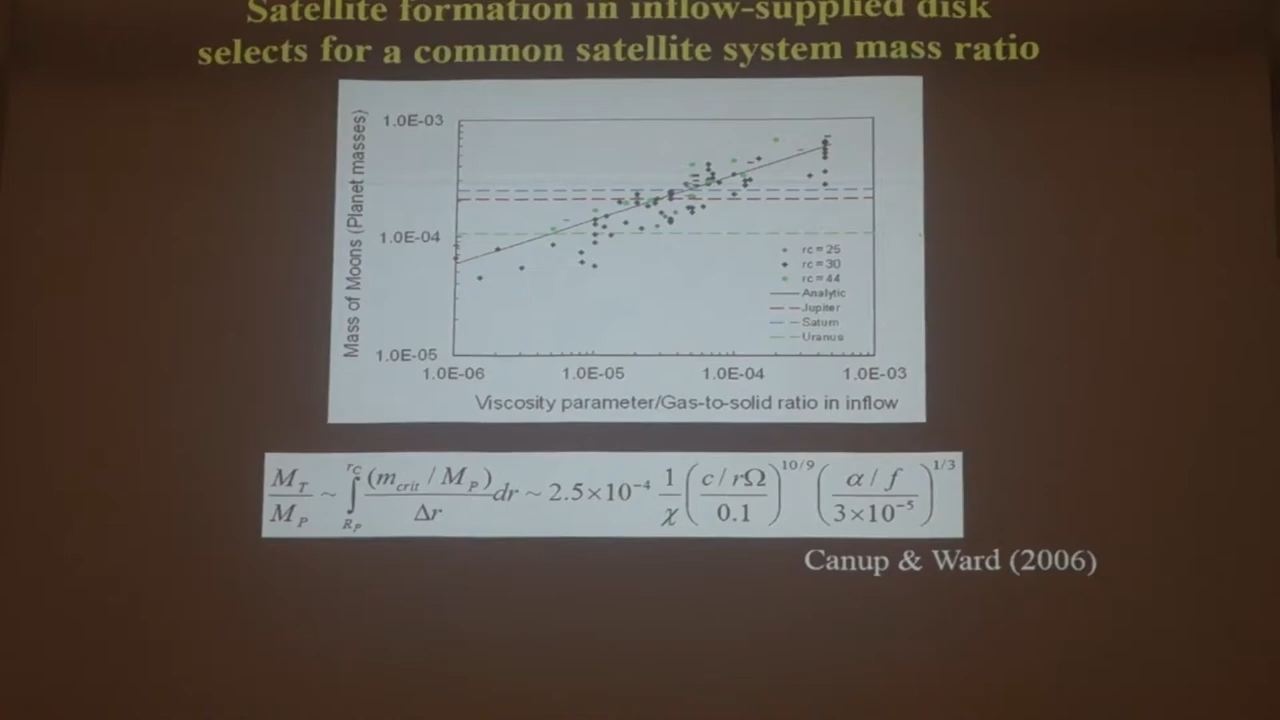 Satellite formation in inflow-supplied disk
selects for a common satellite system mass ratio
Mass of Moons (Planet masses)
1.0E-03
1.0E-04
1.0E-05
1.0E-06 1.0E-05 1.0E-04 1.0E-03
Viscosity parameter/Gas-to-solid ratio in inflow
rc = 25
rc = 30
rc = 44
Analytic
Jupiter
Saturn
Uranus
M_T/M_P ~ ∫_{R_P}^{r_C} (m_crit / M_P)/Δr dr ~ 2.5×10⁻⁴ 1/χ (c/rΩ / 0.1)^{10/9} (α/f / 3×10⁻⁵)^{1/3}
Canup & Ward (2006)